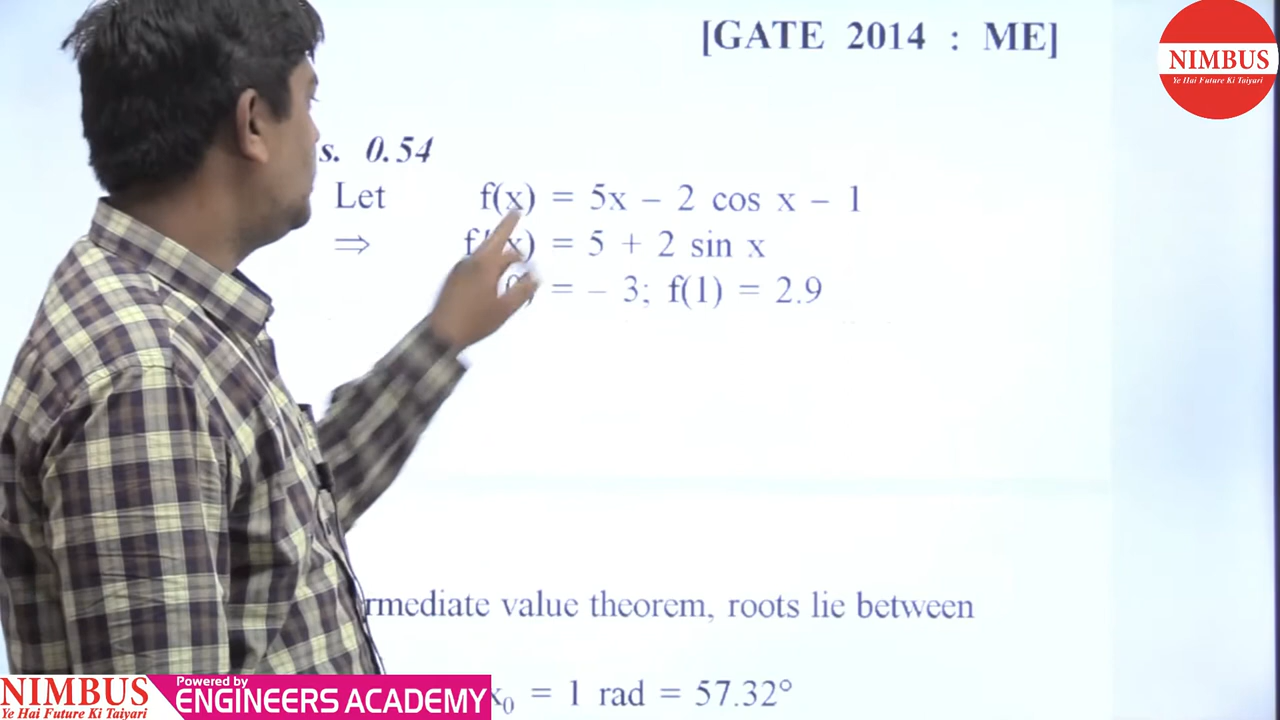 [GATE 2014 : ME]
NIMBUS
Ye Hai Future Ki Taiyari
s. 0.54
Let f(x) = 5x – 2 cos x – 1
⇒ f'(x) = 5 + 2 sin x
= – 3; f(1) = 2.9
rmediate value theorem, roots lie between
x₀ = 1 rad = 57.32°
NIMBUS
Ye Hai Future Ki Taiyari
Powered by
ENGINEERS ACADEMY